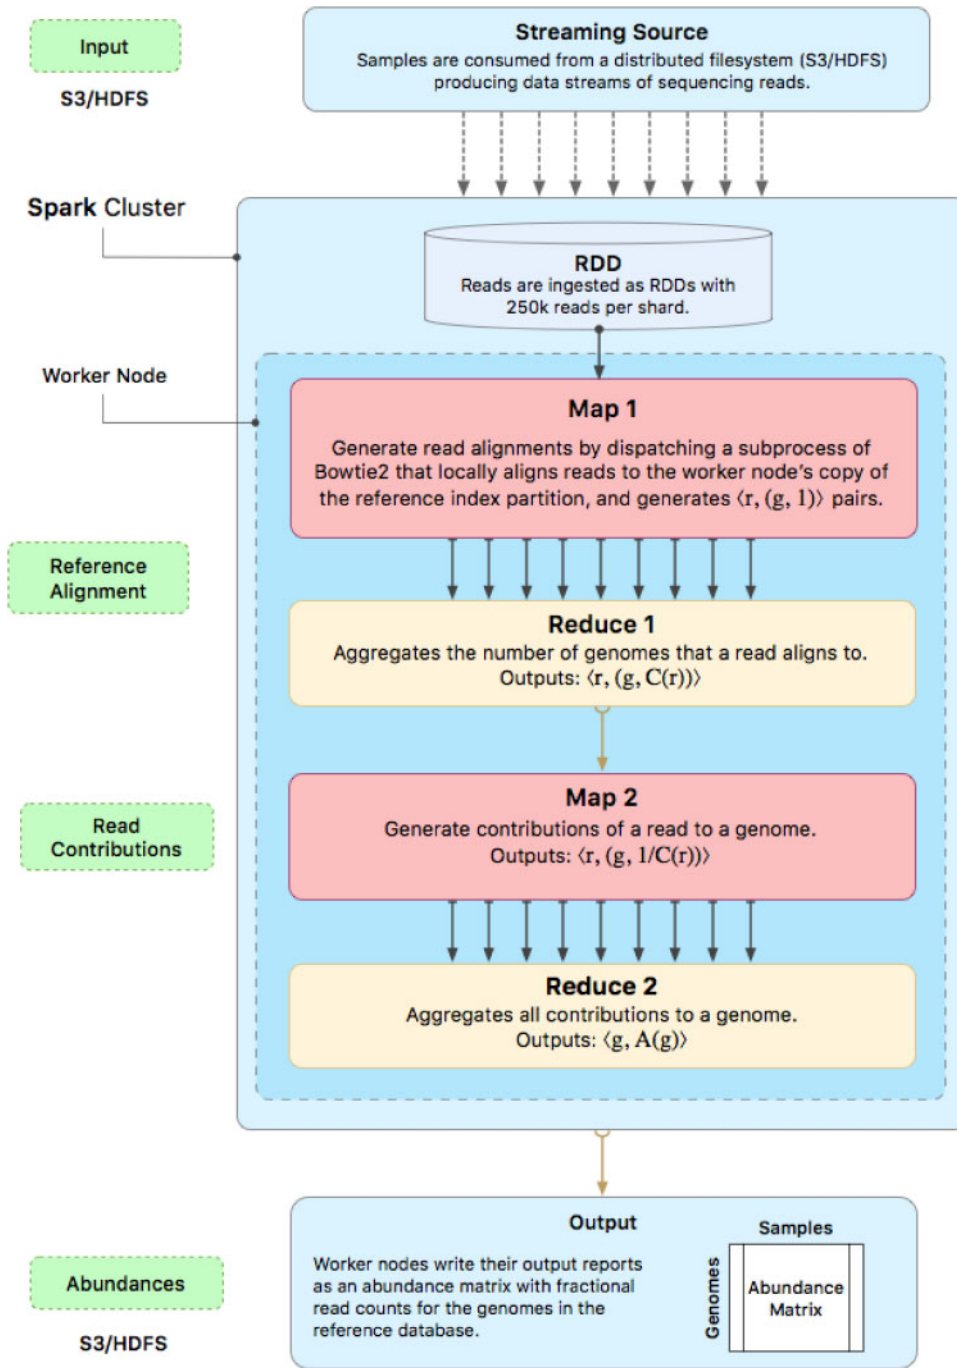 Input
S3/HDFS
Streaming Source
Samples are consumed from a distributed filesystem (S3/HDFS)
producing data streams of sequencing reads.
Spark Cluster
RDD
Reads are ingested as RDDs with
250k reads per shard.
Worker Node
Map 1
Generate read alignments by dispatching a subprocess of
Bowtie2 that locally aligns reads to the worker node's copy of
the reference index partition, and generates ⟨r, (g, 1)⟩ pairs.
Reference
Alignment
Reduce 1
Aggregates the number of genomes that a read aligns to.
Outputs: ⟨r, (g, C(r))⟩
Read
Contributions
Map 2
Generate contributions of a read to a genome.
Outputs: ⟨r, (g, 1/C(r))⟩
Reduce 2
Aggregates all contributions to a genome.
Outputs: ⟨g, A(g)⟩
Output
Worker nodes write their output reports
as an abundance matrix with fractional
read counts for the genomes in the
reference database.
Samples
Genomes
Abundance
Matrix
Abundances
S3/HDFS